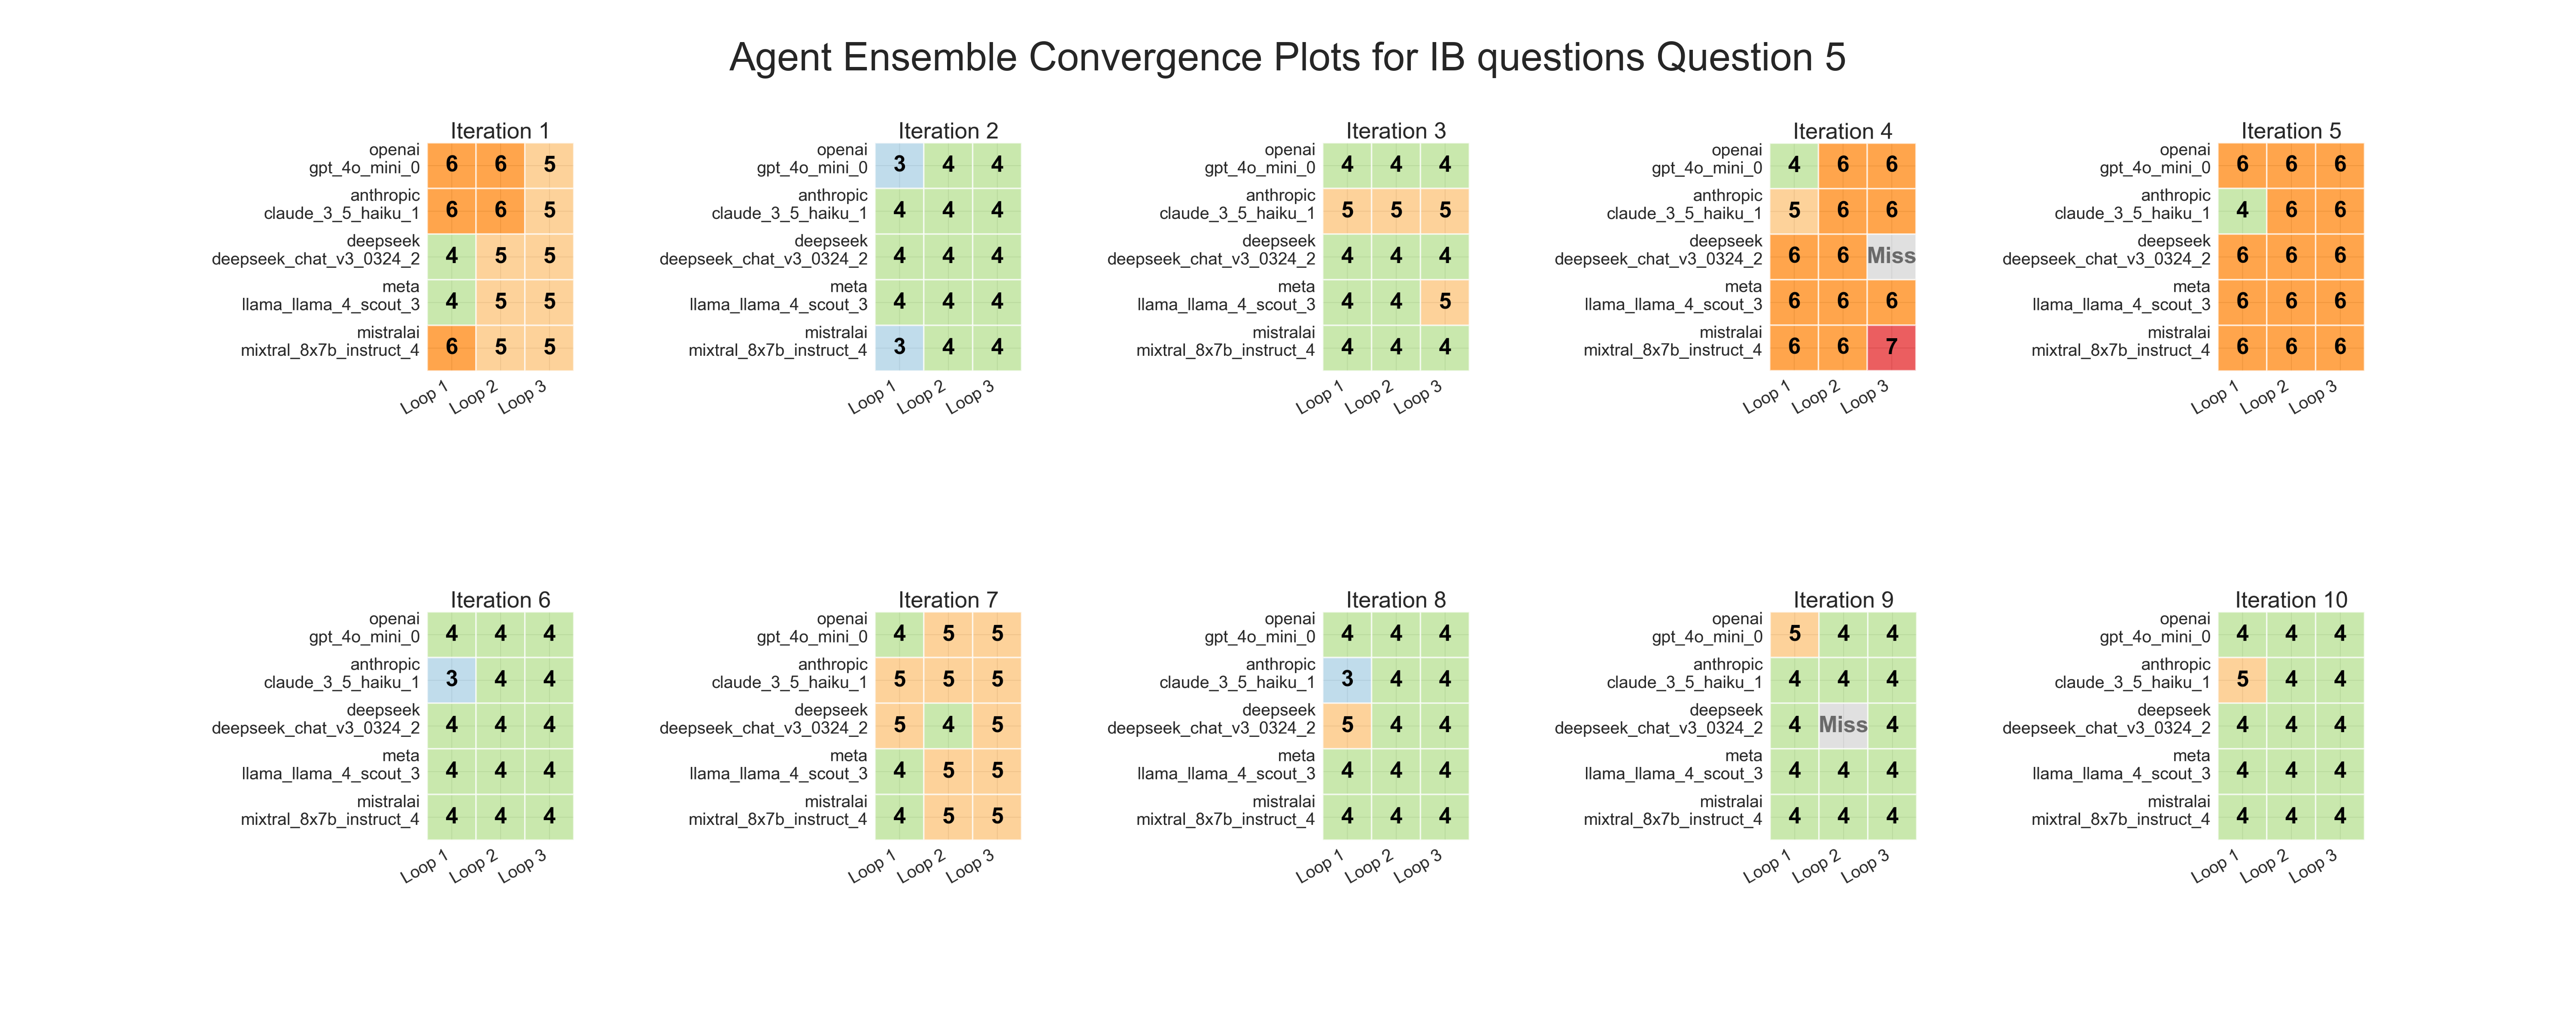 Agent Ensemble Convergence Plots for IB questions Question 5
Iteration 1
openai
gpt_4o_mini_0
6 6 5
anthropic
claude_3_5_haiku_1
6 6 5
deepseek
deepseek_chat_v3_0324_2
4 5 5
meta
llama_llama_4_scout_3
4 5 5
mistralai
mixtral_8x7b_instruct_4
6 5 5
Loop 1 Loop 2 Loop 3
Iteration 2
openai
gpt_4o_mini_0
3 4 4
anthropic
claude_3_5_haiku_1
4 4 4
deepseek
deepseek_chat_v3_0324_2
4 4 4
meta
llama_llama_4_scout_3
4 4 4
mistralai
mixtral_8x7b_instruct_4
3 4 4
Loop 1 Loop 2 Loop 3
Iteration 3
openai
gpt_4o_mini_0
4 4 4
anthropic
claude_3_5_haiku_1
5 5 5
deepseek
deepseek_chat_v3_0324_2
4 4 4
meta
llama_llama_4_scout_3
4 4 5
mistralai
mixtral_8x7b_instruct_4
4 4 4
Loop 1 Loop 2 Loop 3
Iteration 4
openai
gpt_4o_mini_0
4 6 6
anthropic
claude_3_5_haiku_1
5 6 6
deepseek
deepseek_chat_v3_0324_2
6 6 Miss
meta
llama_llama_4_scout_3
6 6 6
mistralai
mixtral_8x7b_instruct_4
6 6 7
Loop 1 Loop 2 Loop 3
Iteration 5
openai
gpt_4o_mini_0
6 6 6
anthropic
claude_3_5_haiku_1
4 6 6
deepseek
deepseek_chat_v3_0324_2
6 6 6
meta
llama_llama_4_scout_3
6 6 6
mistralai
mixtral_8x7b_instruct_4
6 6 6
Loop 1 Loop 2 Loop 3
Iteration 6
openai
gpt_4o_mini_0
4 4 4
anthropic
claude_3_5_haiku_1
3 4 4
deepseek
deepseek_chat_v3_0324_2
4 4 4
meta
llama_llama_4_scout_3
4 4 4
mistralai
mixtral_8x7b_instruct_4
4 4 4
Loop 1 Loop 2 Loop 3
Iteration 7
openai
gpt_4o_mini_0
4 5 5
anthropic
claude_3_5_haiku_1
5 5 5
deepseek
deepseek_chat_v3_0324_2
5 4 5
meta
llama_llama_4_scout_3
4 5 5
mistralai
mixtral_8x7b_instruct_4
4 5 5
Loop 1 Loop 2 Loop 3
Iteration 8
openai
gpt_4o_mini_0
4 4 4
anthropic
claude_3_5_haiku_1
3 4 4
deepseek
deepseek_chat_v3_0324_2
5 4 4
meta
llama_llama_4_scout_3
4 4 4
mistralai
mixtral_8x7b_instruct_4
4 4 4
Loop 1 Loop 2 Loop 3
Iteration 9
openai
gpt_4o_mini_0
5 4 4
anthropic
claude_3_5_haiku_1
4 4 4
deepseek
deepseek_chat_v3_0324_2
4 Miss 4
meta
llama_llama_4_scout_3
4 4 4
mistralai
mixtral_8x7b_instruct_4
4 4 4
Loop 1 Loop 2 Loop 3
Iteration 10
openai
gpt_4o_mini_0
4 4 4
anthropic
claude_3_5_haiku_1
5 4 4
deepseek
deepseek_chat_v3_0324_2
4 4 4
meta
llama_llama_4_scout_3
4 4 4
mistralai
mixtral_8x7b_instruct_4
4 4 4
Loop 1 Loop 2 Loop 3